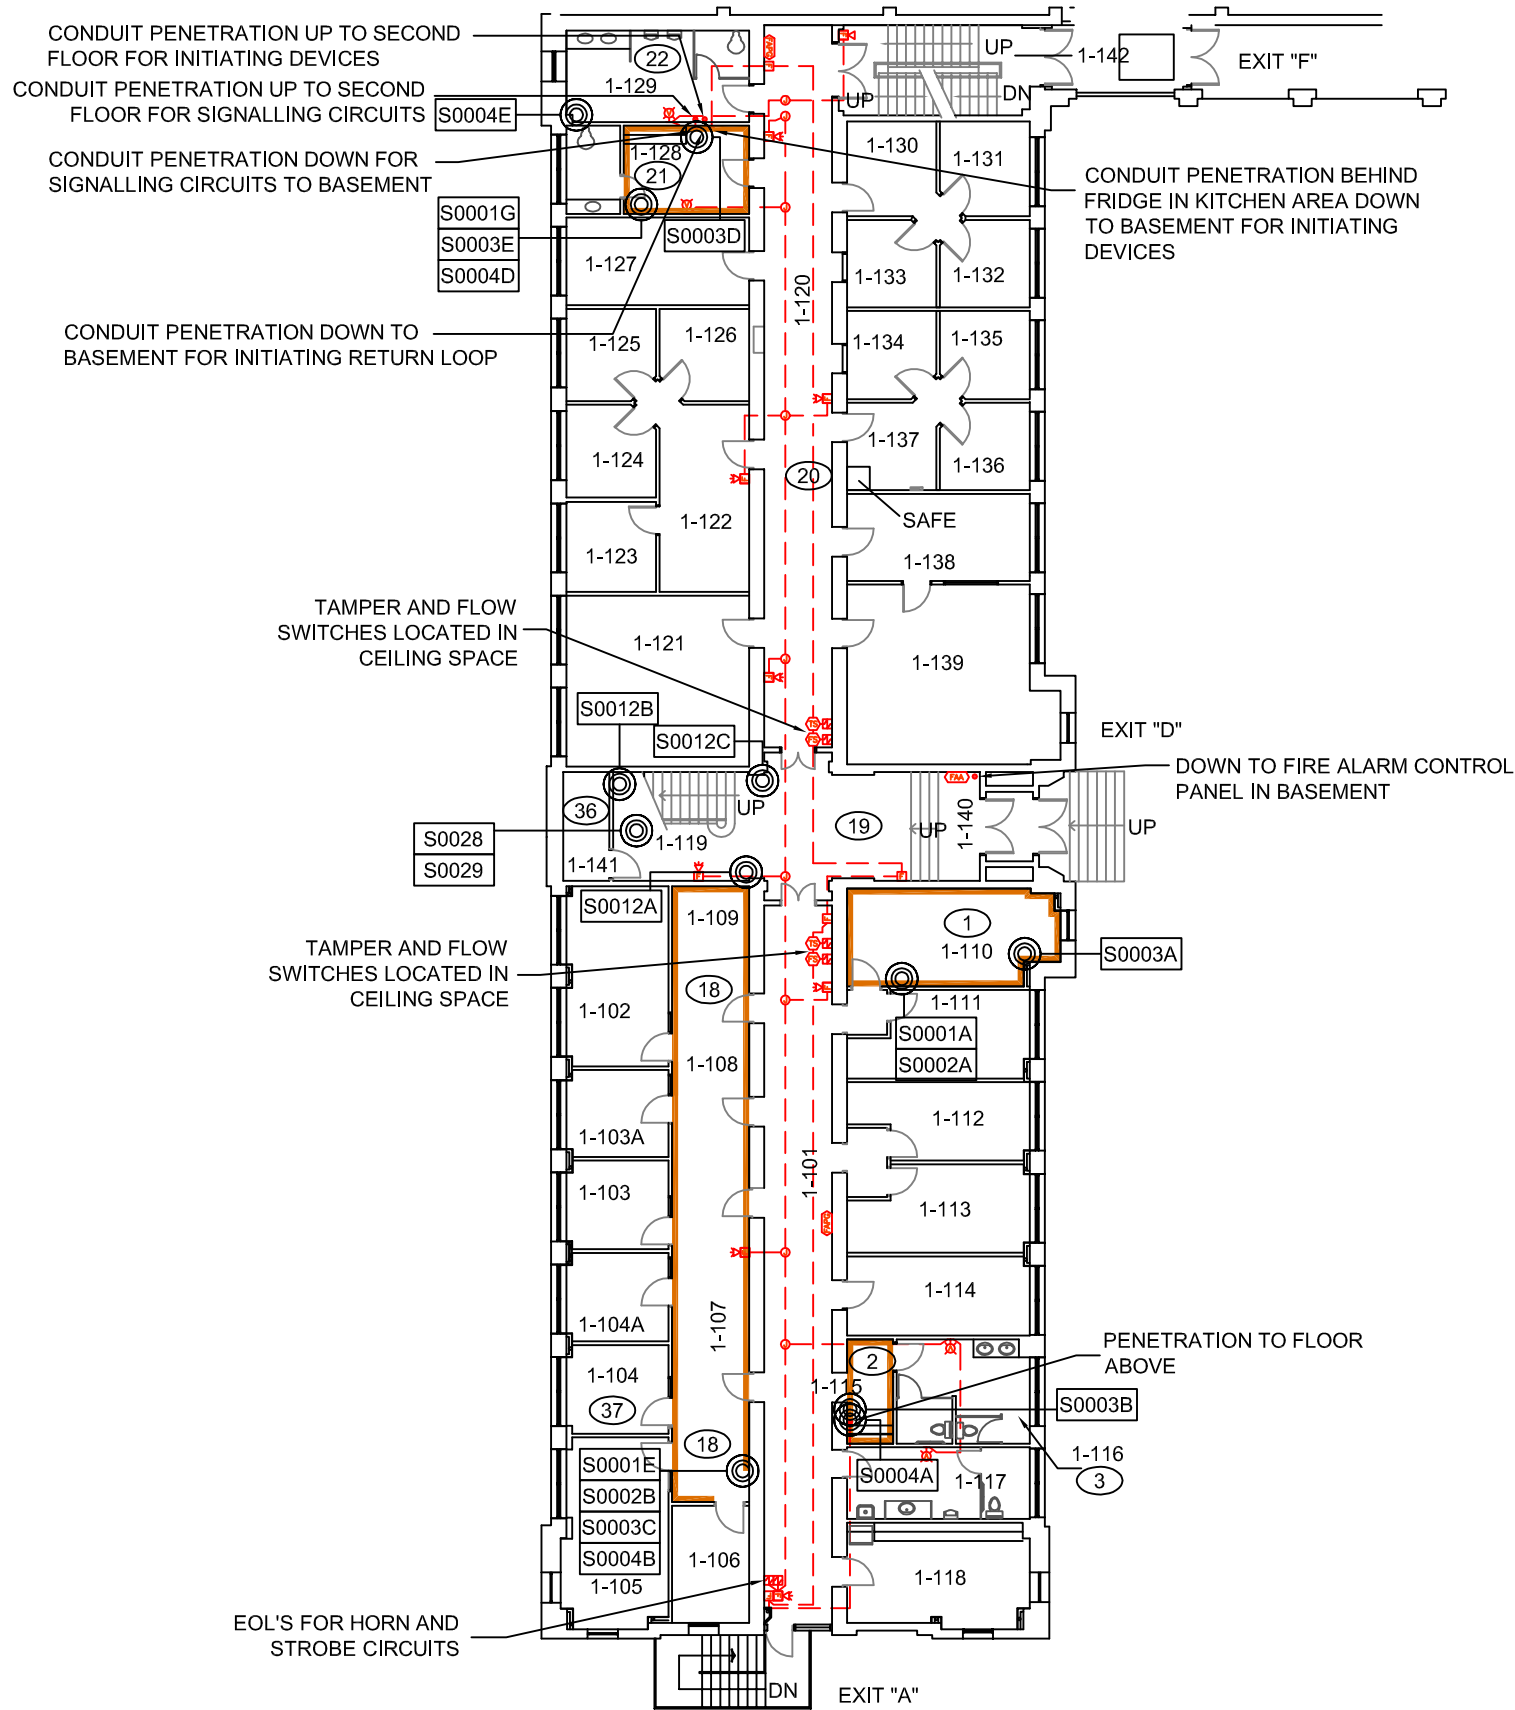 CONDUIT PENETRATION UP TO SECOND
FLOOR FOR INITIATING DEVICES
CONDUIT PENETRATION UP TO SECOND
FLOOR FOR SIGNALLING CIRCUITS
S0004E
CONDUIT PENETRATION DOWN FOR
SIGNALLING CIRCUITS TO BASEMENT
S0001G
S0003E
S0004D
CONDUIT PENETRATION DOWN TO
BASEMENT FOR INITIATING RETURN LOOP
22
1-129
1-128
21
S0003D
1-127
1-125
1-126
1-124
1-122
1-123
1-121
1-120
20
UP
UP
DN
1-142
EXIT "F"
1-130
1-131
1-133
1-132
1-134
1-135
1-137
1-136
SAFE
1-138
1-139
CONDUIT PENETRATION BEHIND
FRIDGE IN KITCHEN AREA DOWN
TO BASEMENT FOR INITIATING
DEVICES
TAMPER AND FLOW
SWITCHES LOCATED IN
CEILING SPACE
TS
FS
S0012B
S0012C
EXIT "D"
DOWN TO FIRE ALARM CONTROL
PANEL IN BASEMENT
FAA
36
UP
1-119
1-141
19
UP
1-140
UP
S0028
S0029
S0012A
TAMPER AND FLOW
SWITCHES LOCATED IN
CEILING SPACE
TS
FS
1-109
18
1-102
1-108
1-103A
1-103
1-104A
1-107
1-104
37
18
S0001E
S0002B
S0003C
S0004B
1-105
1-106
1-101
1
1-110
S0003A
1-111
S0001A
S0002A
1-112
1-113
1-114
PENETRATION TO FLOOR
ABOVE
2
1-115
S0003B
1-116
3
S0004A
1-117
1-118
EOL'S FOR HORN AND
STROBE CIRCUITS
DN
EXIT "A"